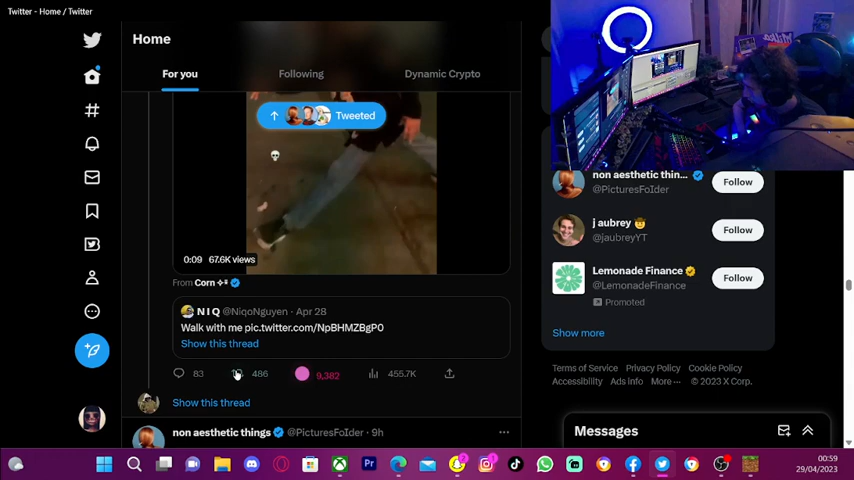 Twitter - Home / Twitter
Home
For you
Following
Dynamic Crypto
Tweeted
0:09 67.6K views
From Corn
N I Q @NiqoNguyen · Apr 28
Walk with me pic.twitter.com/NpBHMZBgP0
Show this thread
83
486
9,382
455.7K
Show this thread
non aesthetic things @PicturesFoIder · 9h
non aesthetic thin...
@PicturesFoIder
Follow
j aubrey
@jaubreyYT
Follow
Lemonade Finance
@LemonadeFinance
Follow
Promoted
Show more
Terms of Service Privacy Policy Cookie Policy
Accessibility Ads info More ··· © 2023 X Corp.
Messages
Pr
00:59
29/04/2023